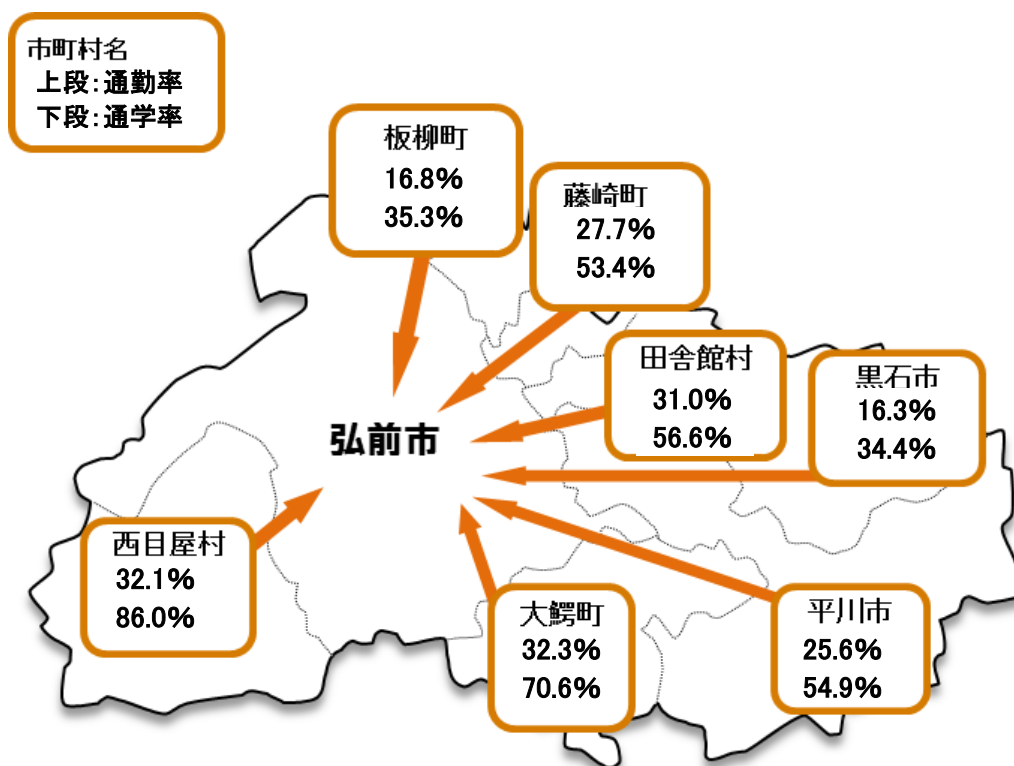 市町村名
上段:通勤率
下段:通学率
板柳町
16.8%
35.3%
藤崎町
27.7%
53.4%
田舎館村
31.0%
56.6%
黒石市
16.3%
34.4%
弘前市
西目屋村
32.1%
86.0%
大鰐町
32.3%
70.6%
平川市
25.6%
54.9%